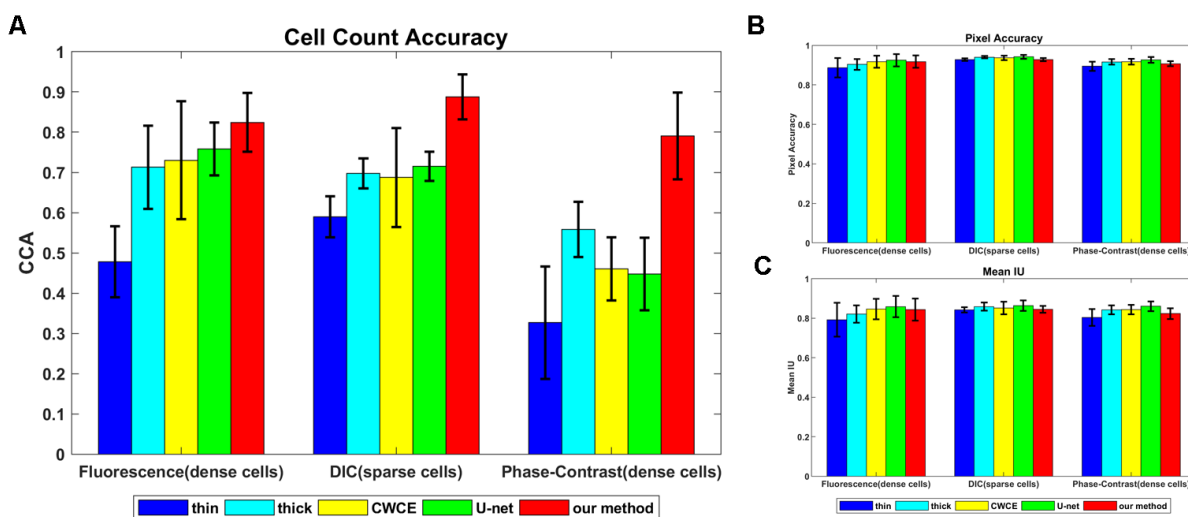 A
Cell Count Accuracy
1
0.9
0.8
0.7
0.6
0.5
0.4
0.3
0.2
0.1
0
CCA
Fluorescence(dense cells) DIC(sparse cells) Phase-Contrast(dense cells)
thin thick CWCE U-net our method
B
Pixel Accuracy
1
0.8
0.6
0.4
0.2
0
Pixel Accuracy
Fluorescence(dense cells) DIC(sparse cells) Phase-Contrast(dense cells)
C
Mean IU
1
0.8
0.6
0.4
0.2
0
Mean IU
Fluorescence(dense cells) DIC(sparse cells) Phase-Contrast(dense cells)
thin thick CWCE U-net our method